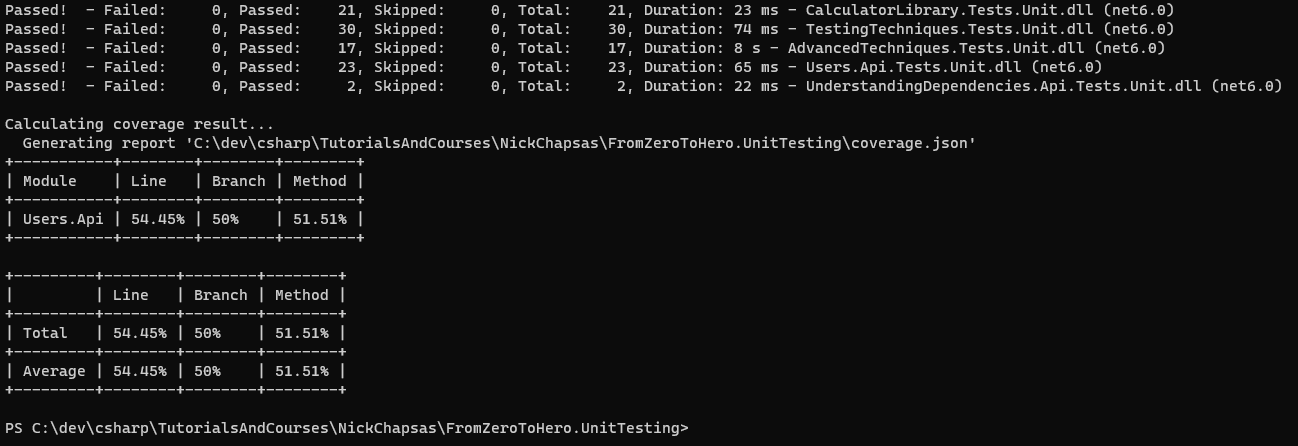 Passed!  - Failed:     0, Passed:    21, Skipped:     0, Total:    21, Duration: 23 ms - CalculatorLibrary.Tests.Unit.dll (net6.0)
Passed!  - Failed:     0, Passed:    30, Skipped:     0, Total:    30, Duration: 74 ms - TestingTechniques.Tests.Unit.dll (net6.0)
Passed!  - Failed:     0, Passed:    17, Skipped:     0, Total:    17, Duration: 8 s - AdvancedTechniques.Tests.Unit.dll (net6.0)
Passed!  - Failed:     0, Passed:    23, Skipped:     0, Total:    23, Duration: 65 ms - Users.Api.Tests.Unit.dll (net6.0)
Passed!  - Failed:     0, Passed:     2, Skipped:     0, Total:     2, Duration: 22 ms - UnderstandingDependencies.Api.Tests.Unit.dll (net6.0)

Calculating coverage result...
  Generating report 'C:\dev\csharp\TutorialsAndCourses\NickChapsas\FromZeroToHero.UnitTesting\coverage.json'
+-----------+--------+--------+--------+
| Module    | Line   | Branch | Method |
+-----------+--------+--------+--------+
| Users.Api | 54.45% | 50%    | 51.51% |
+-----------+--------+--------+--------+

+---------+--------+--------+--------+
|         | Line   | Branch | Method |
+---------+--------+--------+--------+
| Total   | 54.45% | 50%    | 51.51% |
+---------+--------+--------+--------+
| Average | 54.45% | 50%    | 51.51% |
+---------+--------+--------+--------+

PS C:\dev\csharp\TutorialsAndCourses\NickChapsas\FromZeroToHero.UnitTesting>